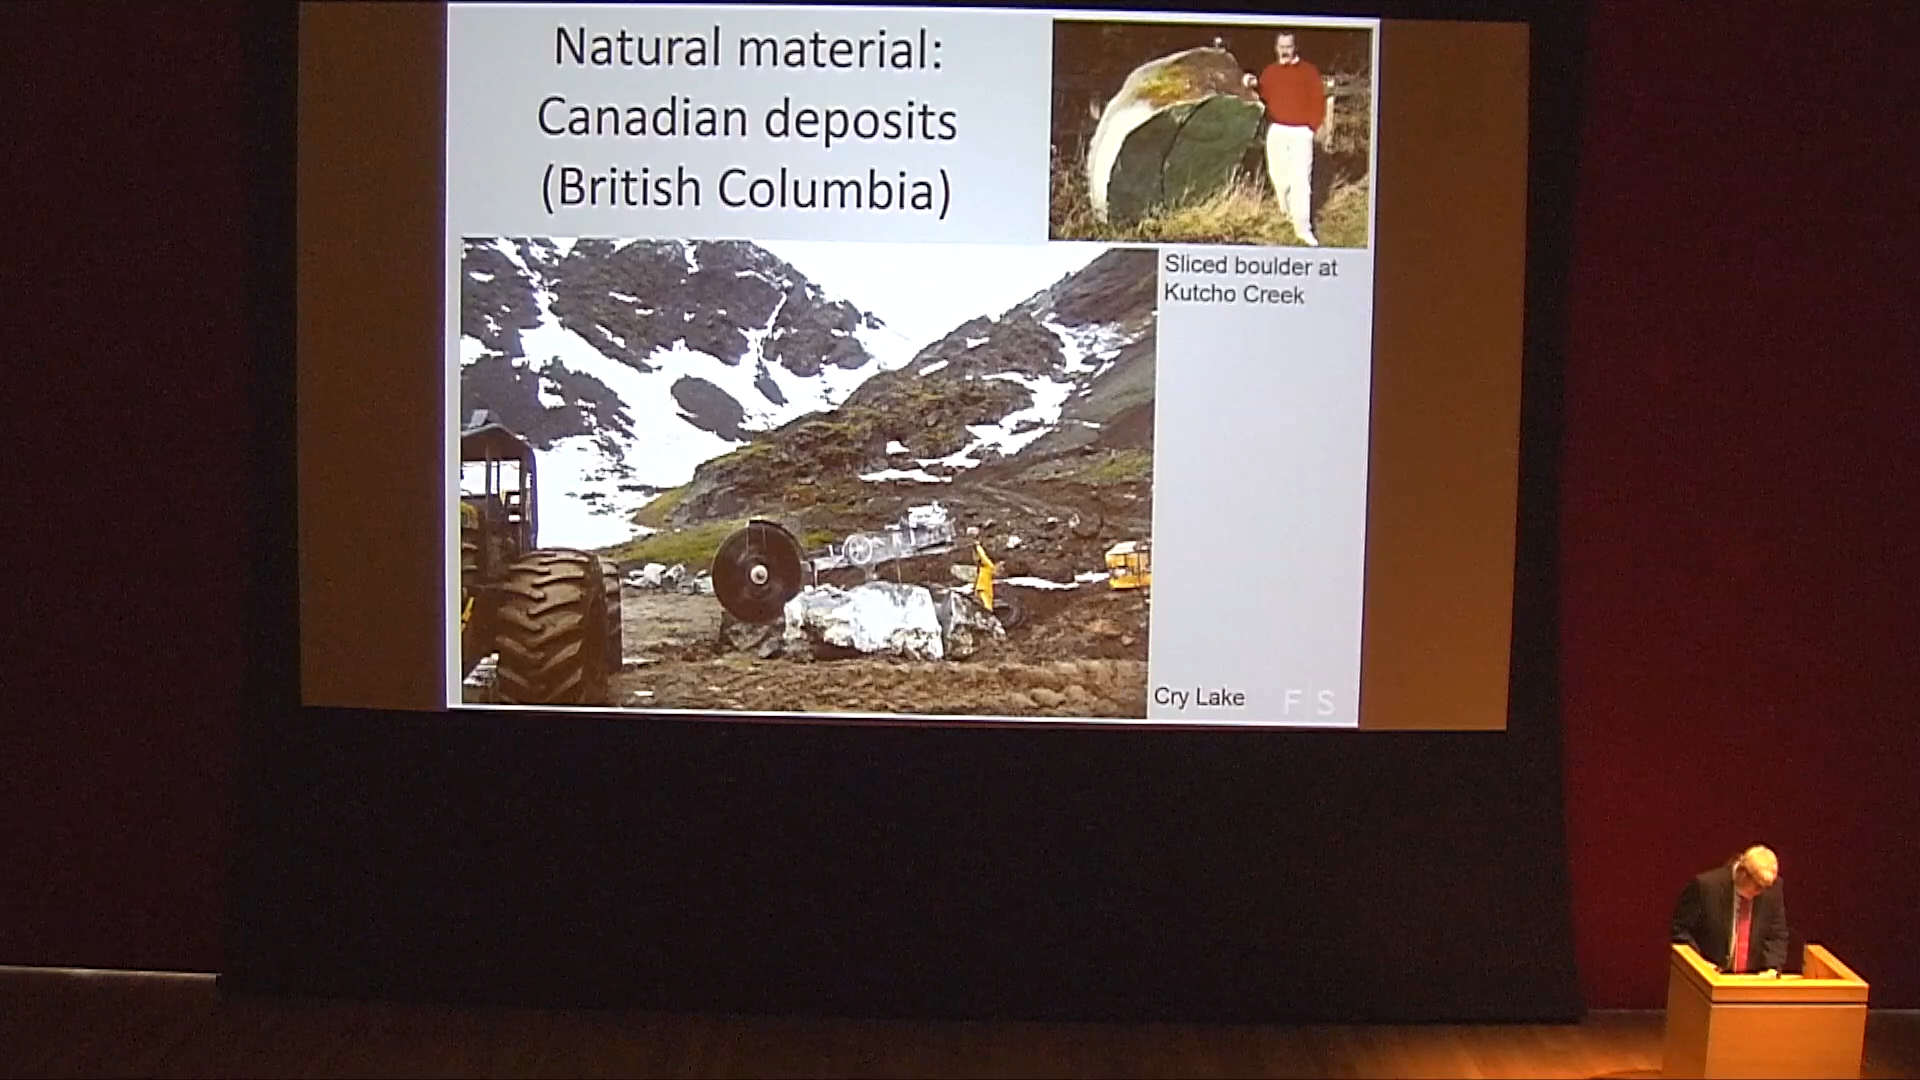 Natural material:
Canadian deposits
(British Columbia)
Sliced boulder at
Kutcho Creek
Cry Lake
F|S